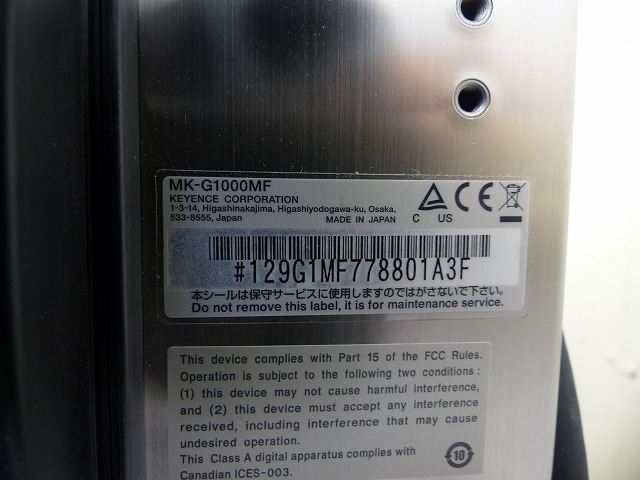 MK-G1000MF
KEYENCE CORPORATION
1-3-14, Higashinakajima, Higashiyodogawa-ku, Osaka,
533-8555, Japan MADE IN JAPAN
C US
CE
#129G1MF778801A3F
本シールは保守サービスに使用しますのではがさないで下さい。
Do not remove this label, it is for maintenance service.
This device complies with Part 15 of the FCC Rules.
Operation is subject to the following two conditions :
(1) this device may not cause harmful interference,
and (2) this device must accept any interference
received, including interference that may cause
undesired operation.
This Class A digital apparatus complies with
Canadian ICES-003.
10